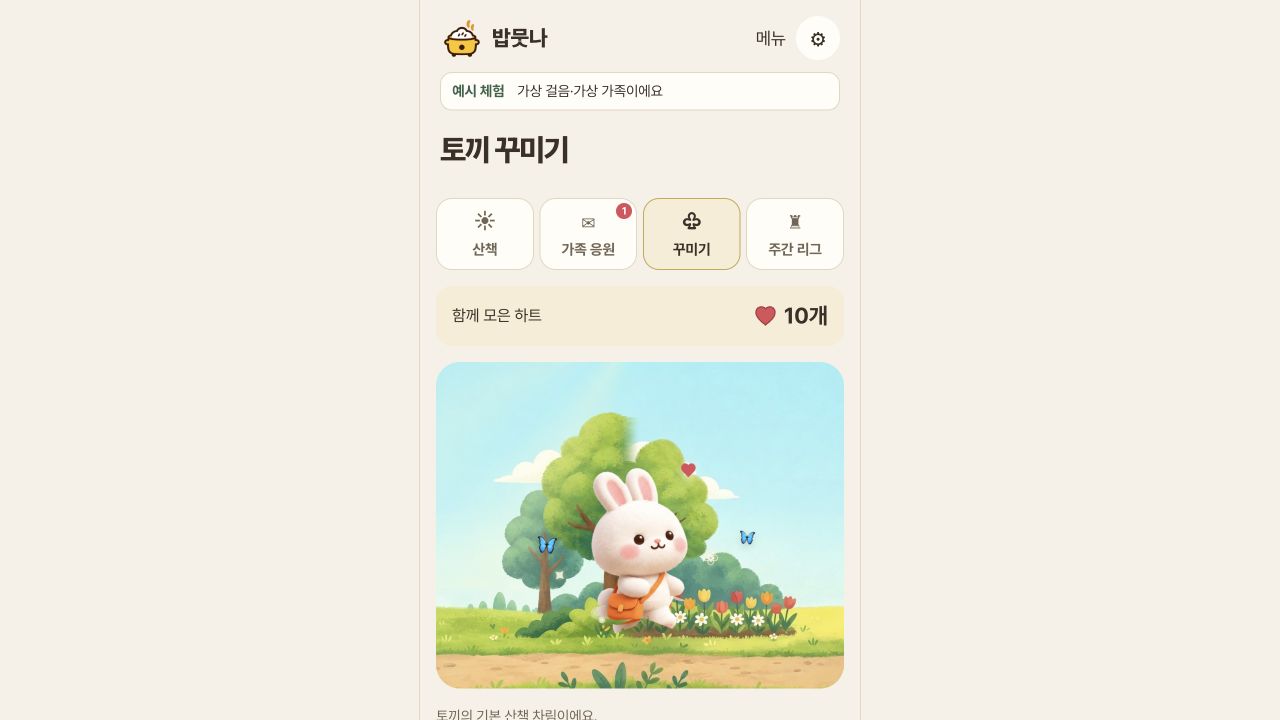 밥뭇나
메뉴
예시 체험 가상 걸음·가상 가족이에요
토끼 꾸미기
산책
가족 응원
1
꾸미기
주간 리그
함께 모은 하트
10개
토끼의 기본 산책 차림이에요.